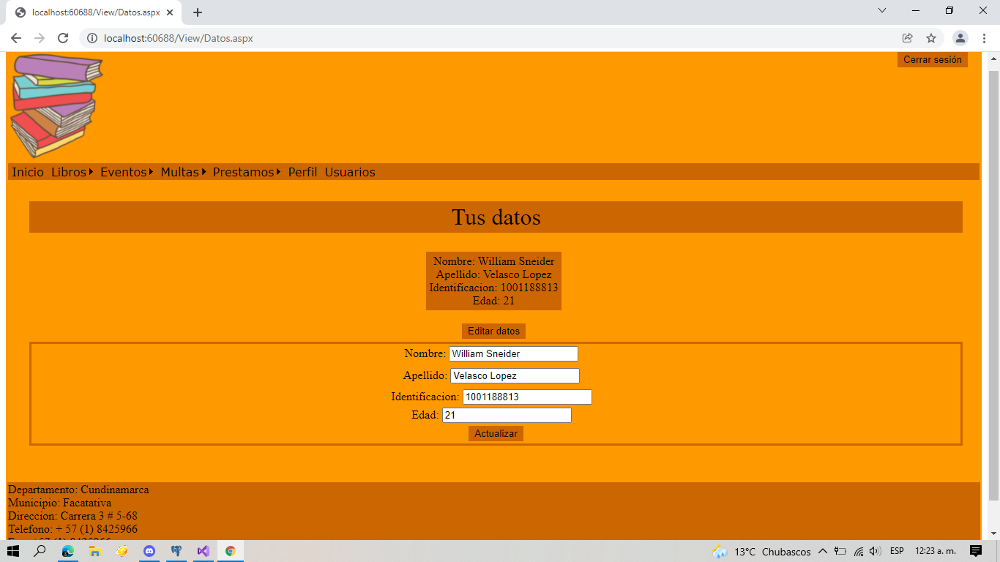 localhost:60688/View/Datos.aspx
localhost:60688/View/Datos.aspx
Cerrar sesión
Inicio Libros Eventos Multas Prestamos Perfil Usuarios
Tus datos
Nombre: William Sneider
Apellido: Velasco Lopez
Identificacion: 1001188813
Edad: 21
Editar datos
Nombre: William Sneider
Apellido: Velasco Lopez
Identificacion: 1001188813
Edad: 21
Actualizar
Departamento: Cundinamarca
Municipio: Facatativa
Direccion: Carrera 3 # 5-68
Telefono: + 57 (1) 8425966
13°C Chubascos ESP 12:23 a. m.